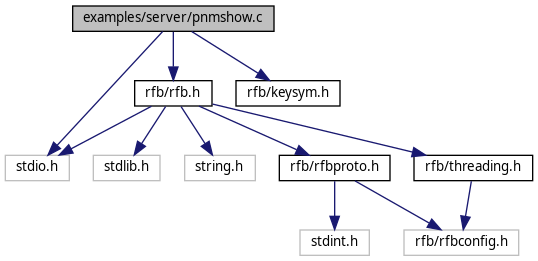 examples/server/pnmshow.c
rfb/rfb.h
rfb/keysym.h
stdio.h
stdlib.h
string.h
rfb/rfbproto.h
rfb/threading.h
stdint.h
rfb/rfbconfig.h